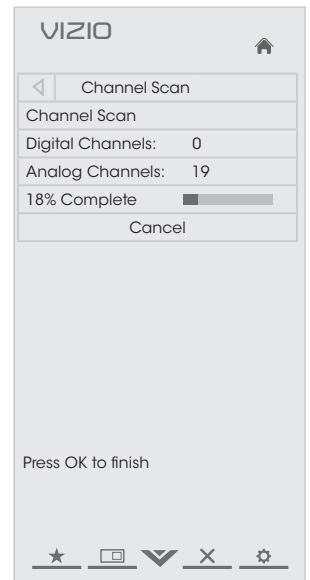 VIZIO
Channel Scan
Channel Scan
Digital Channels: 0
Analog Channels: 19
18% Complete
Cancel
Press OK to finish